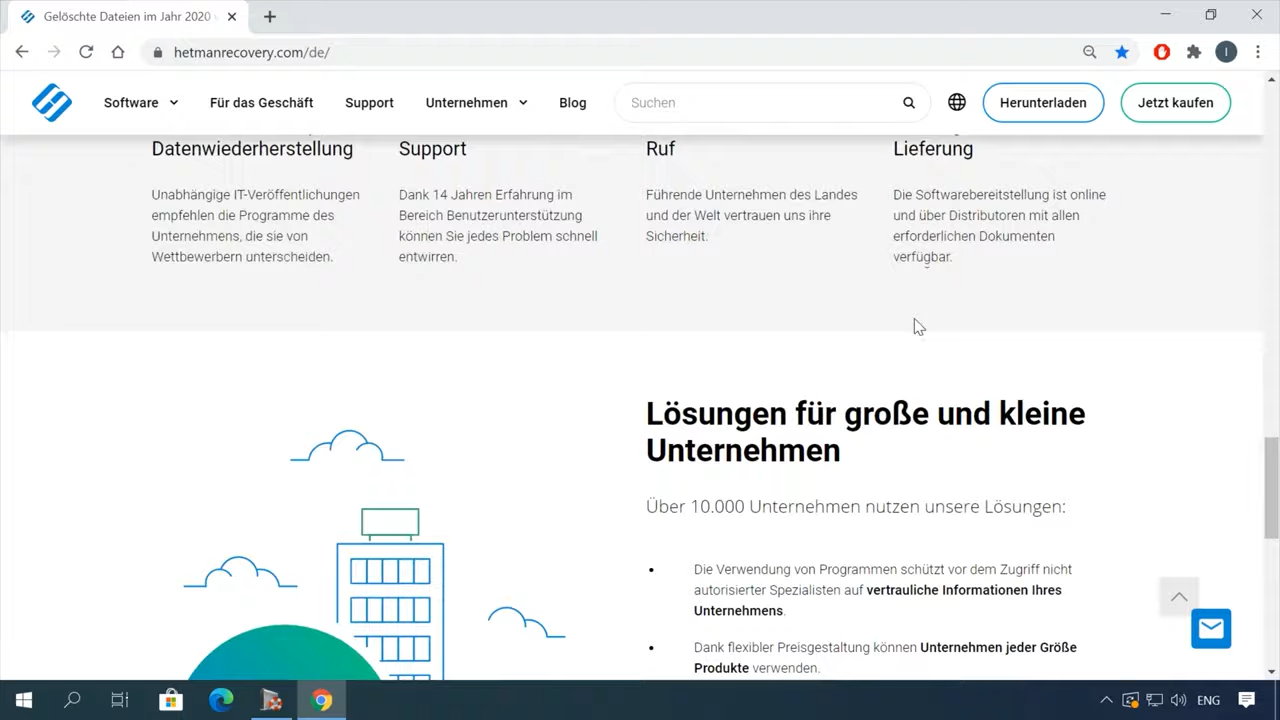 Gelöschte Dateien im Jahr 2020
hetmanrecovery.com/de/
I
Software
Für das Geschäft
Support
Unternehmen
Blog
Suchen
Herunterladen
Jetzt kaufen
Datenwiederherstellung
Support
Ruf
Lieferung
Unabhängige IT-Veröffentlichungen
empfehlen die Programme des
Unternehmens, die sie von
Wettbewerbern unterscheiden.
Dank 14 Jahren Erfahrung im
Bereich Benutzerunterstützung
können Sie jedes Problem schnell
entwirren.
Führende Unternehmen des Landes
und der Welt vertrauen uns ihre
Sicherheit.
Die Softwarebereitstellung ist online
und über Distributoren mit allen
erforderlichen Dokumenten
verfügbar.
Lösungen für große und kleine
Unternehmen
Über 10.000 Unternehmen nutzen unsere Lösungen:
Die Verwendung von Programmen schützt vor dem Zugriff nicht
autorisierter Spezialisten auf vertrauliche Informationen Ihres
Unternehmens.
Dank flexibler Preisgestaltung können Unternehmen jeder Größe
Produkte verwenden.
ENG